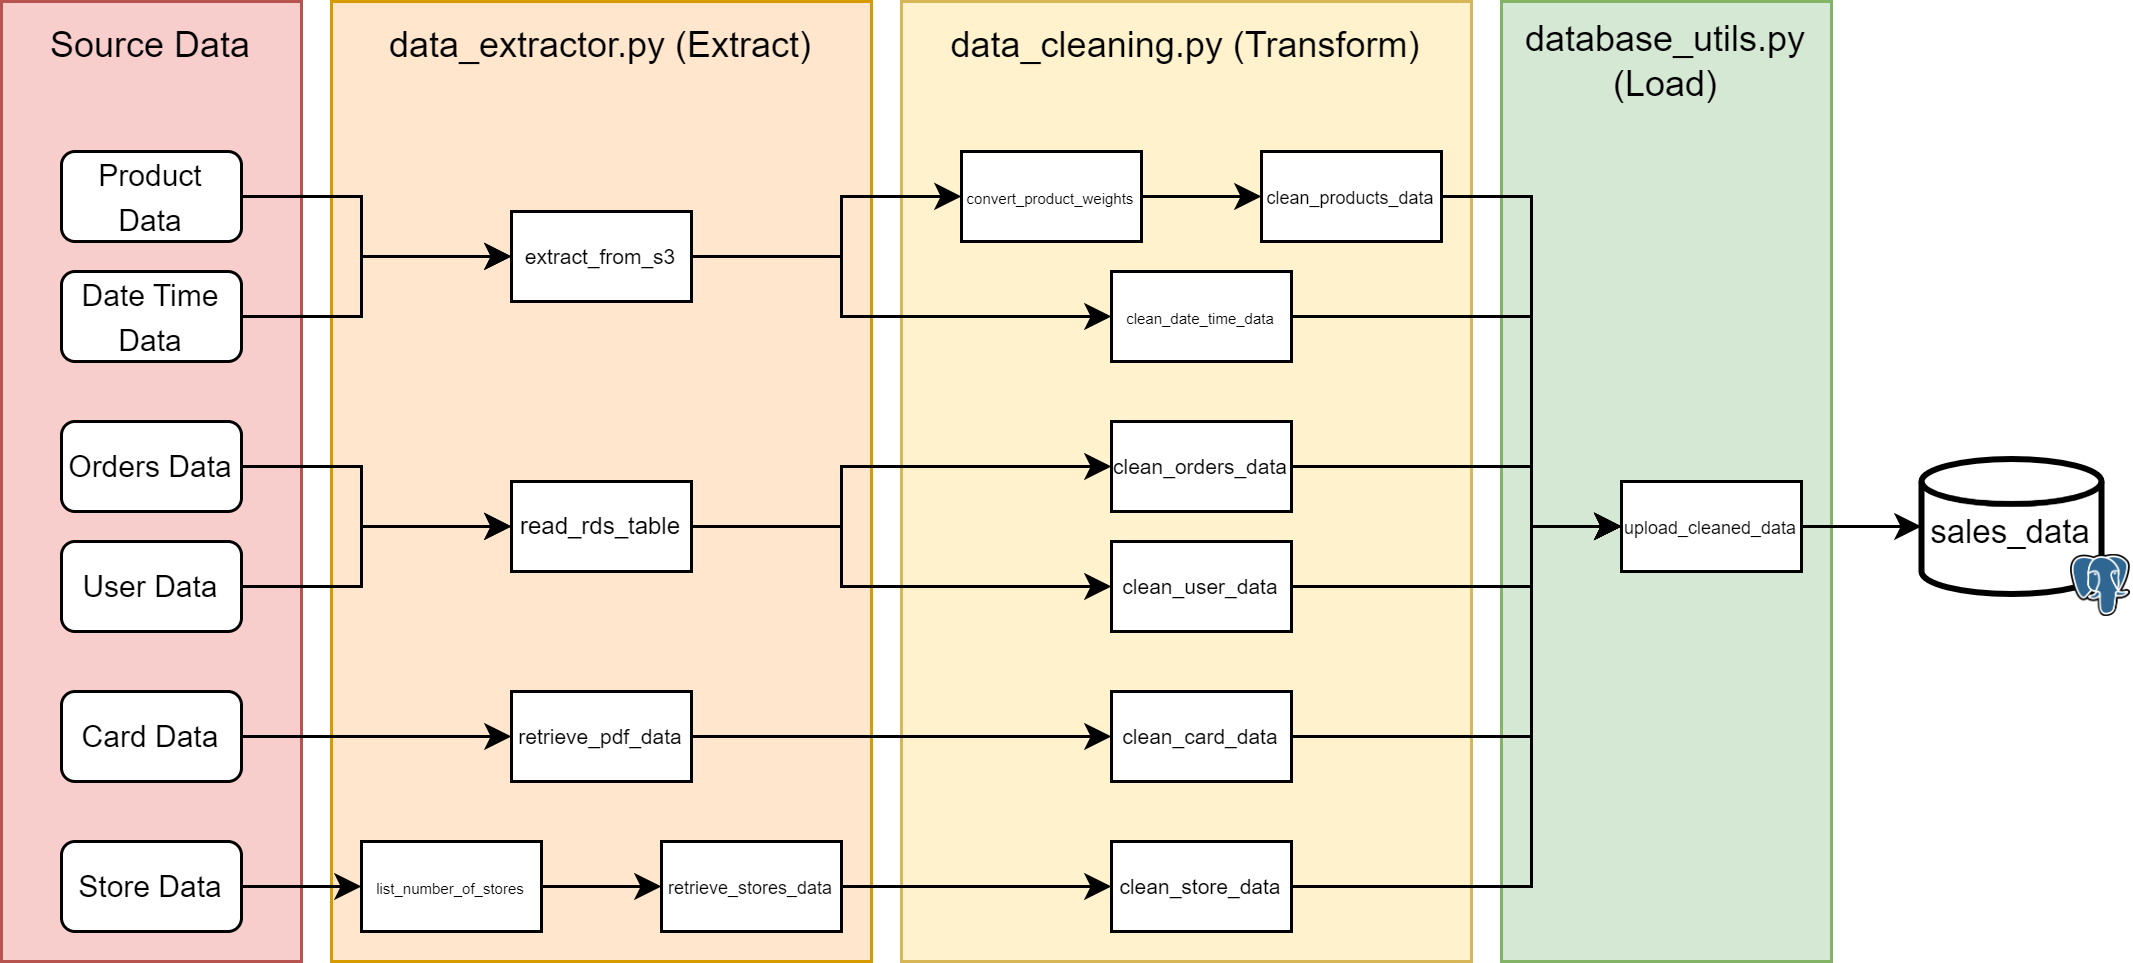 Source Data
data_extractor.py (Extract)
data_cleaning.py (Transform)
database_utils.py
(Load)
Product
Data
Date Time
Data
Orders Data
User Data
Card Data
Store Data
extract_from_s3
read_rds_table
retrieve_pdf_data
list_number_of_stores
retrieve_stores_data
convert_product_weights
clean_products_data
clean_date_time_data
clean_orders_data
clean_user_data
clean_card_data
clean_store_data
upload_cleaned_data
sales_data